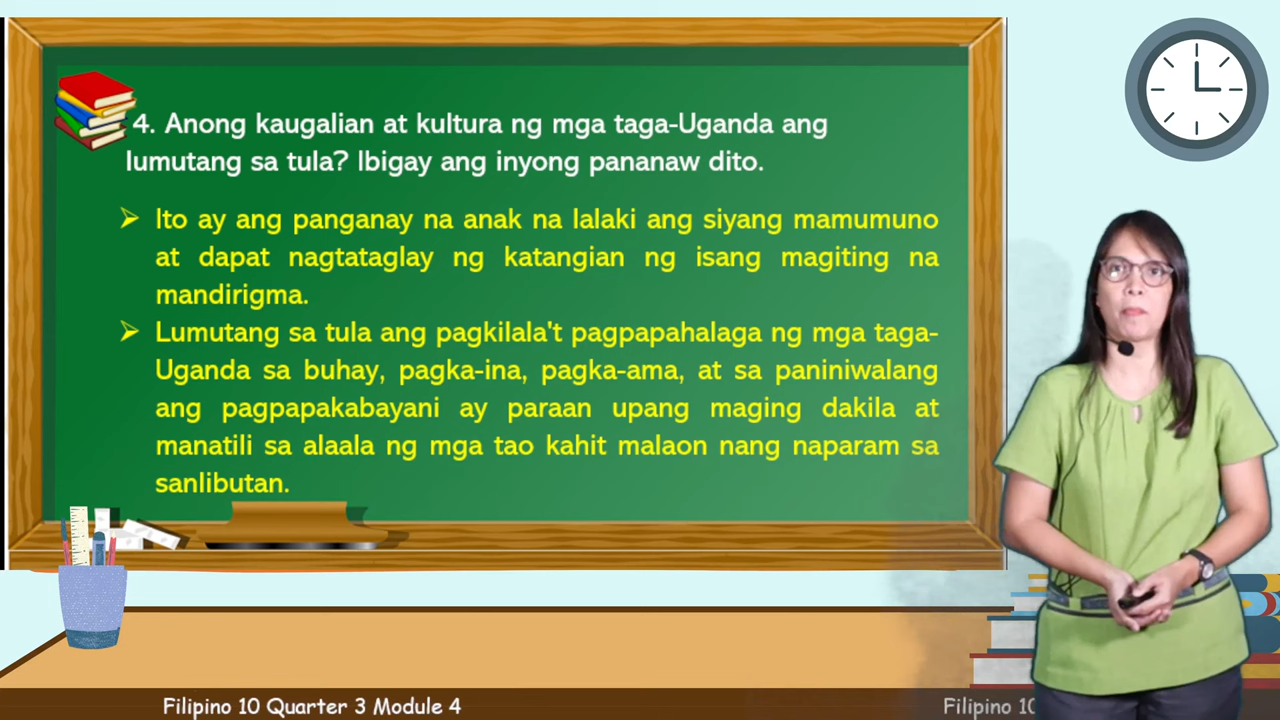 4. Anong kaugalian at kultura ng mga taga-Uganda ang
lumutang sa tula? Ibigay ang inyong pananaw dito.
Ito ay ang panganay na anak na lalaki ang siyang mamumuno
at dapat nagtataglay ng katangian ng isang magiting na
mandirigma.
Lumutang sa tula ang pagkilala't pagpapahalaga ng mga taga-
Uganda sa buhay, pagka-ina, pagka-ama, at sa paniniwalang
ang pagpapakabayani ay paraan upang maging dakila at
manatili sa alaala ng mga tao kahit malaon nang naparam sa
sanlibutan.
Filipino 10 Quarter 3 Module 4
Filipino 10